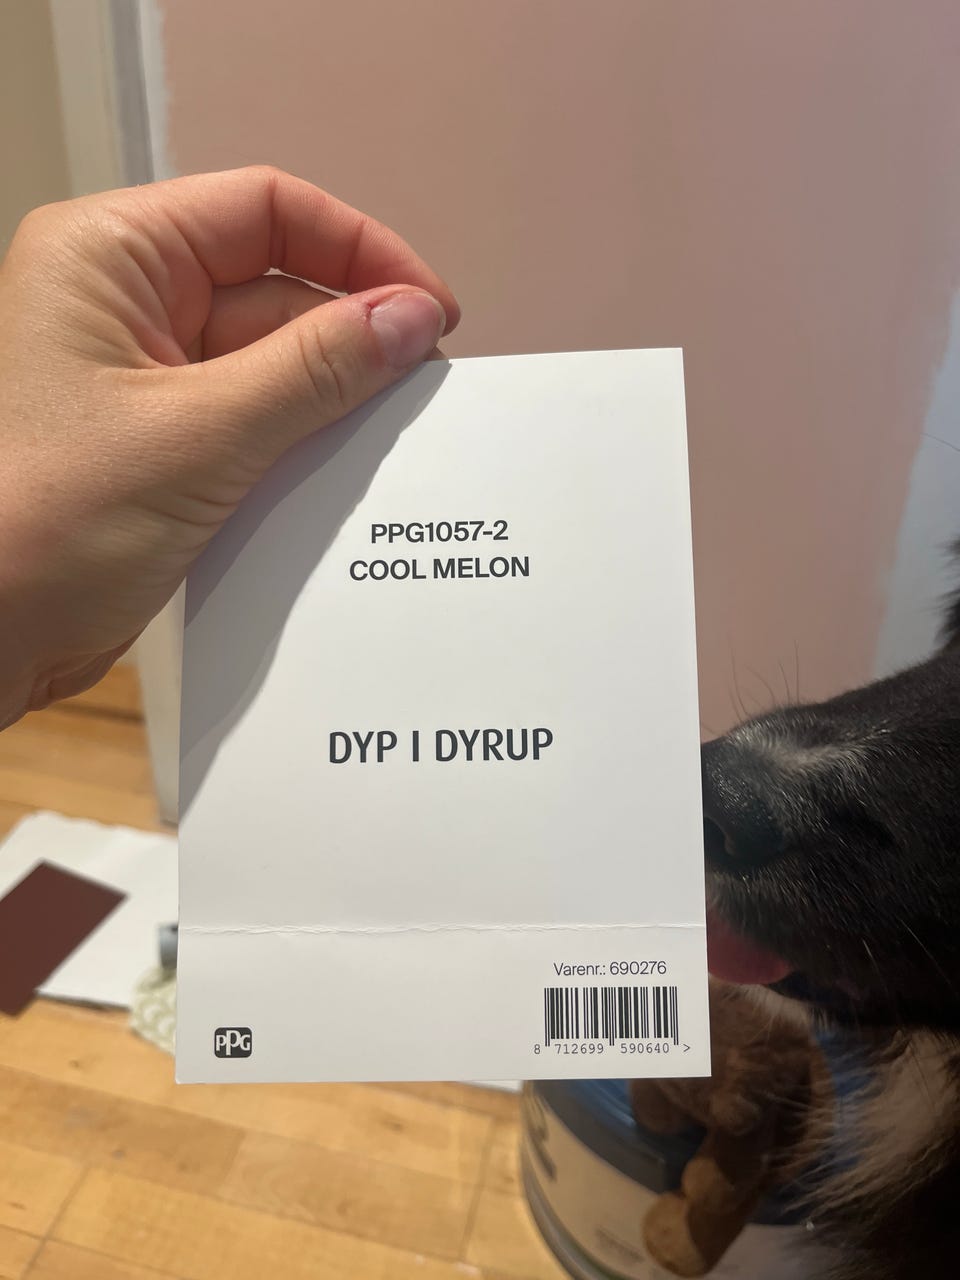 PPG1057-2
COOL MELON
DYP I DYRUP
Varenr.: 690276
8 712699 590640 >
PPG